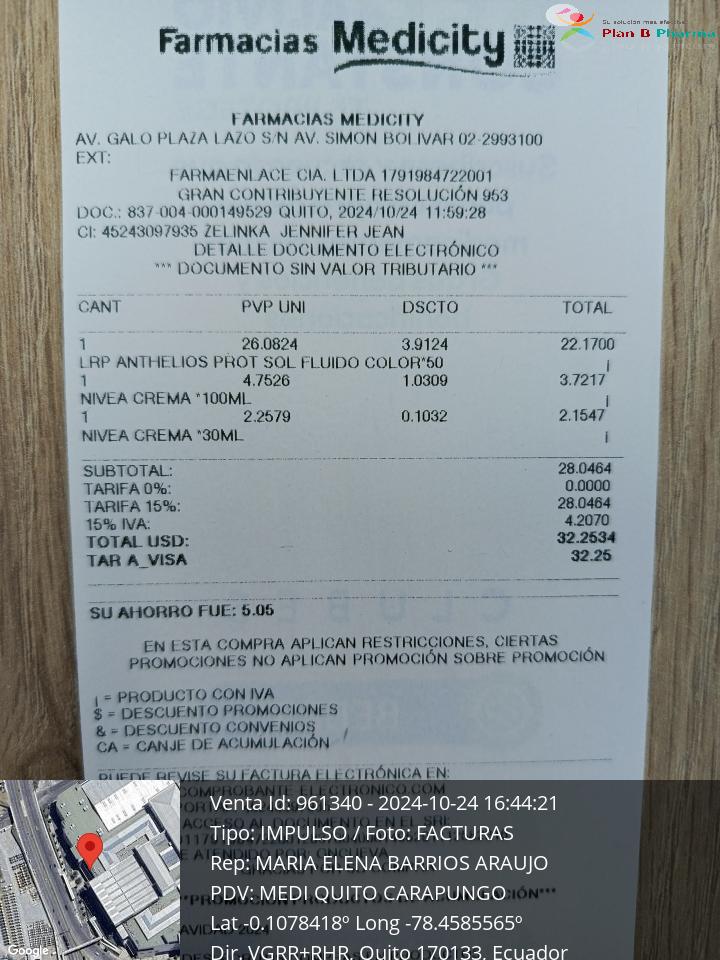 Farmacias Medicity
Su solución más efectiva
Plan B Pharma
FARMACIAS MEDICITY
AV. GALO PLAZA LAZO S/N AV. SIMON BOLIVAR 02-2993100
EXT:
FARMAENLACE CIA. LTDA 1791984722001
GRAN CONTRIBUYENTE RESOLUCIÓN 953
DOC.: 837-004-000149529 QUITO, 2024/10/24 11:59:28
CI: 45243097935 ZELINKA JENNIFER JEAN
DETALLE DOCUMENTO ELECTRÓNICO
*** DOCUMENTO SIN VALOR TRIBUTARIO ***
CANT PVP UNI DSCTO TOTAL
1 26.0824 3.9124 22.1700
LRP ANTHELIOS PROT SOL FLUIDO COLOR*50 ¡
1 4.7526 1.0309 3.7217
NIVEA CREMA *100ML ¡
1 2.2579 0.1032 2.1547
NIVEA CREMA *30ML ¡
SUBTOTAL: 28.0464
TARIFA 0%: 0.0000
TARIFA 15%: 28.0464
15% IVA: 4.2070
TOTAL USD: 32.2534
TAR A_VISA 32.25
SU AHORRO FUE: 5.05
EN ESTA COMPRA APLICAN RESTRICCIONES, CIERTAS
PROMOCIONES NO APLICAN PROMOCIÓN SOBRE PROMOCIÓN
¡ = PRODUCTO CON IVA
$ = DESCUENTO PROMOCIONES
& = DESCUENTO CONVENIOS
CA = CANJE DE ACUMULACIÓN
PUEDE REVISE SU FACTURA ELECTRÓNICA EN:
Venta Id: 961340 - 2024-10-24 16:44:21
Tipo: IMPULSO / Foto: FACTURAS
Rep: MARIA ELENA BARRIOS ARAUJO
PDV: MEDI.QUITO.CARAPUNGO
Lat -0.1078418º Long -78.4585565º
Dir. VGRR+RHR, Quito 170133, Ecuador
Google